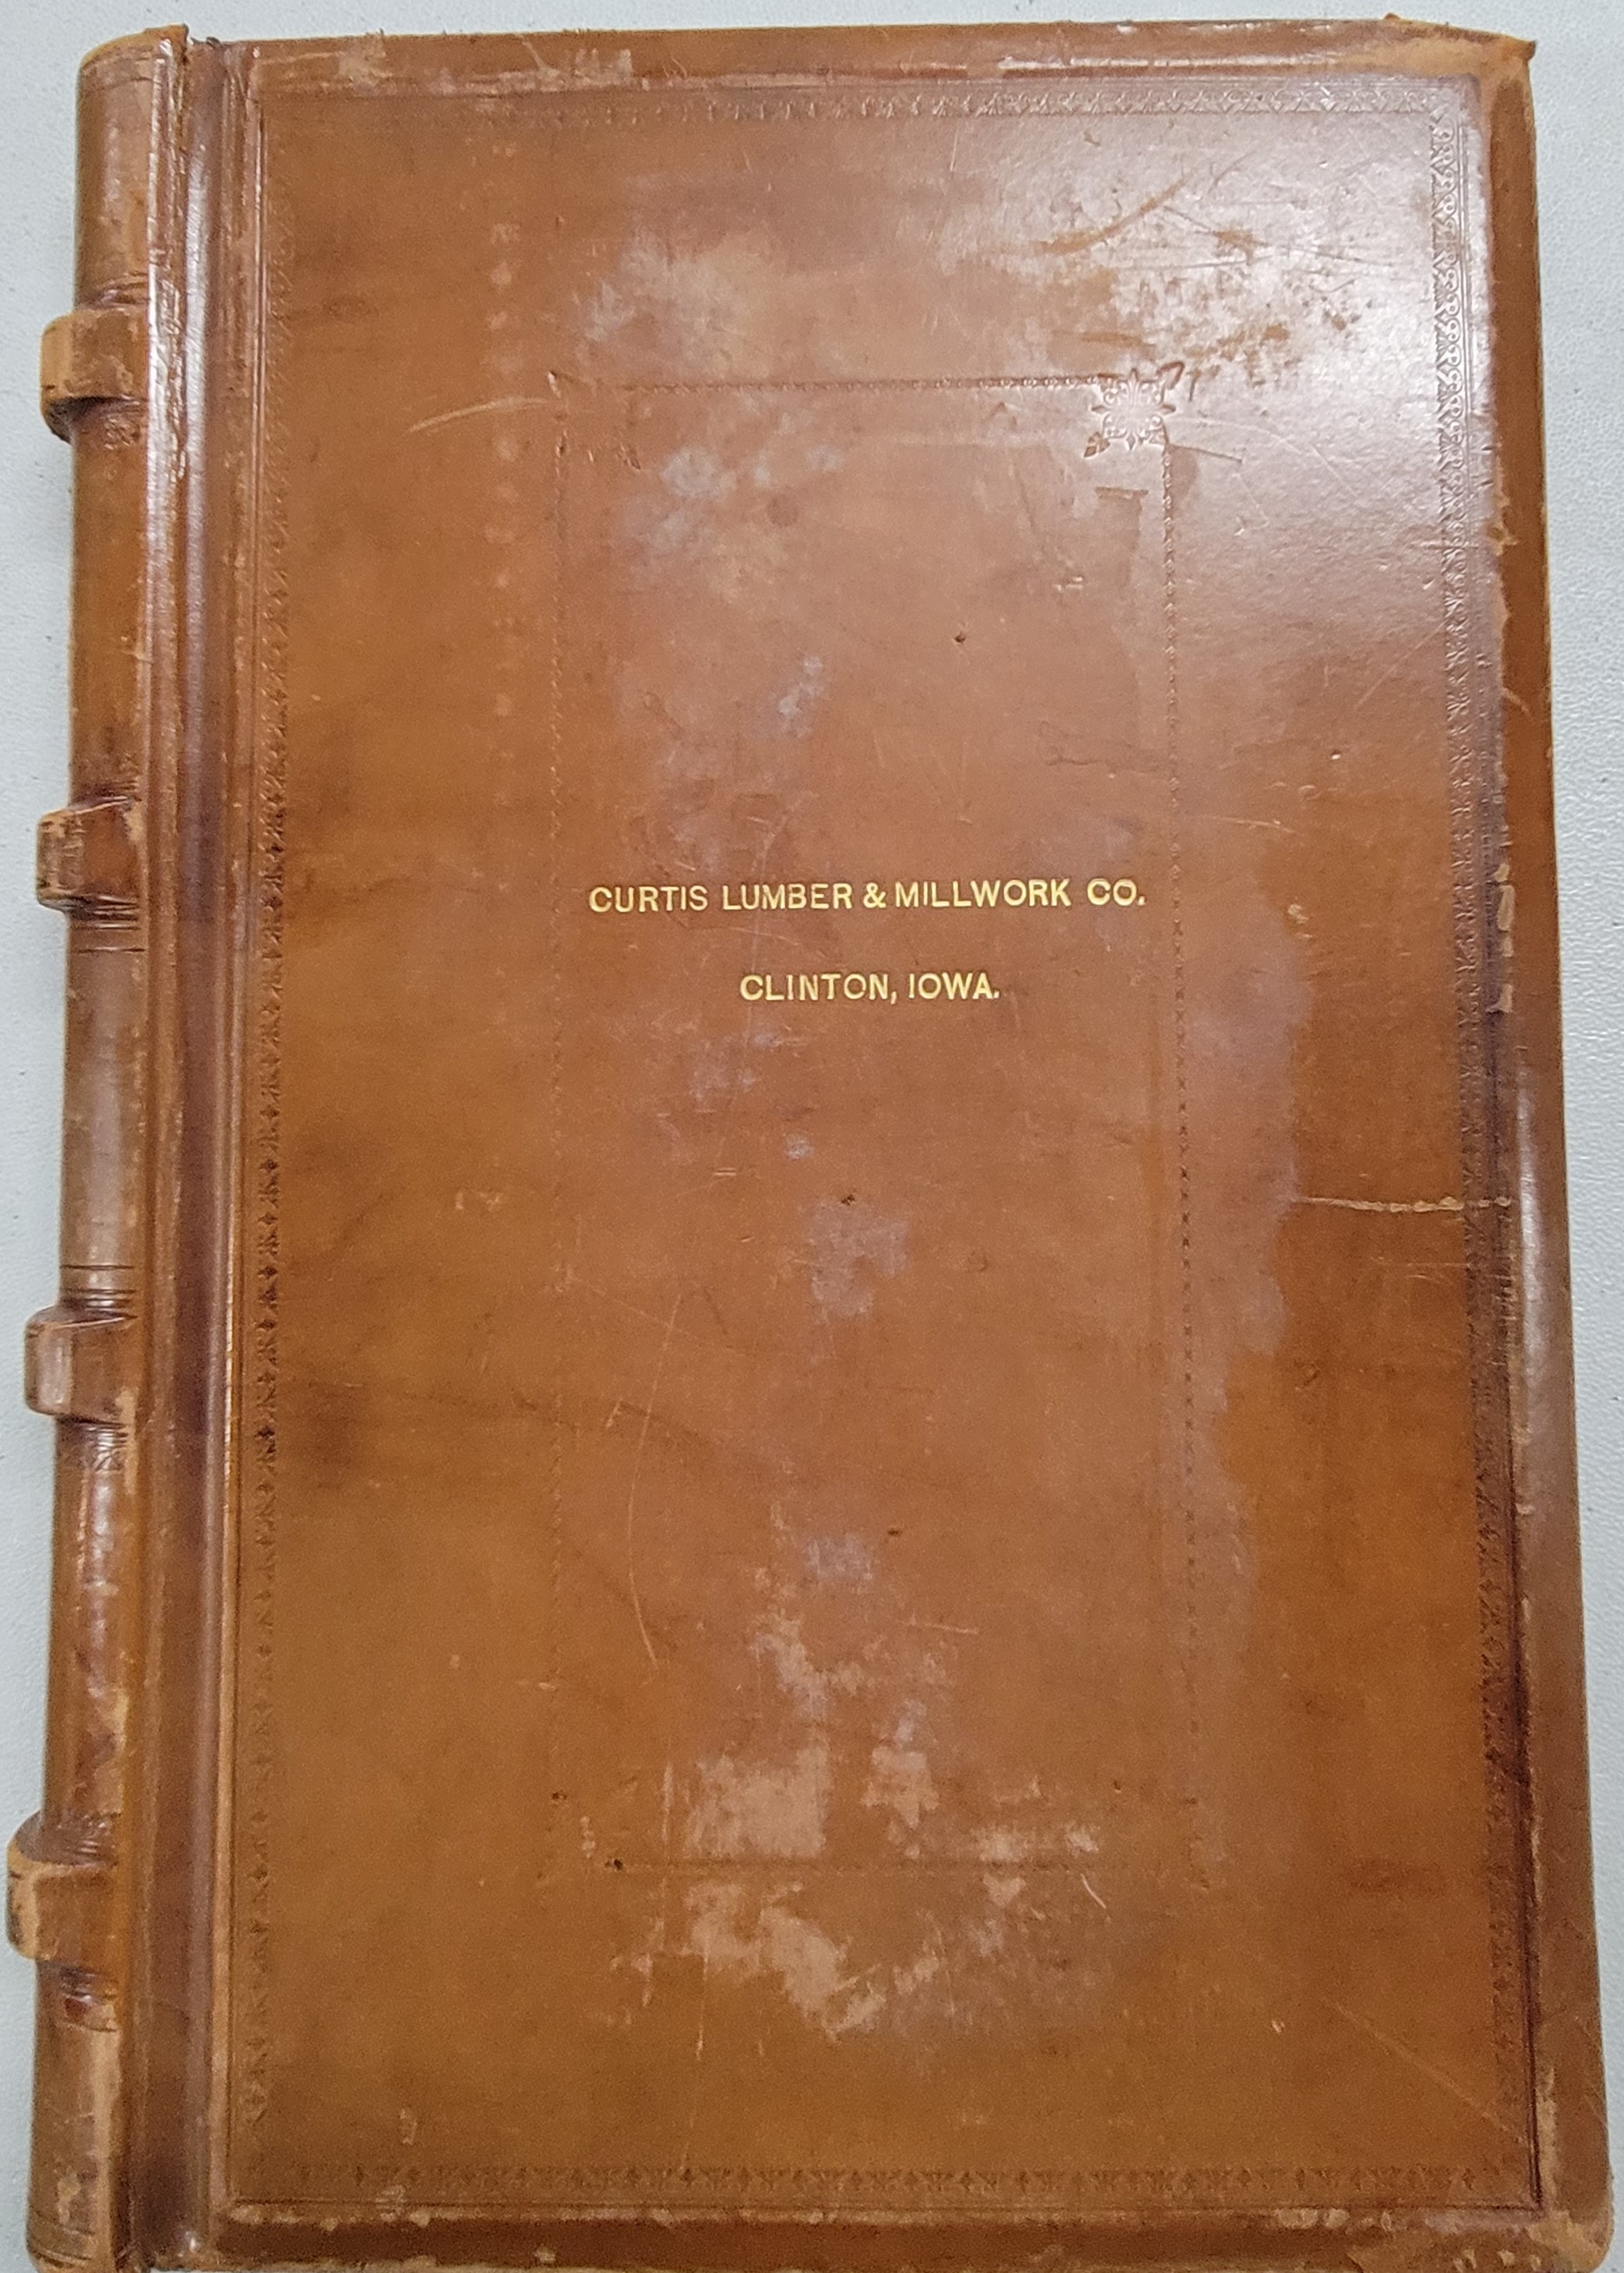 CURTIS LUMBER & MILLWORK CO.
CLINTON, IOWA.